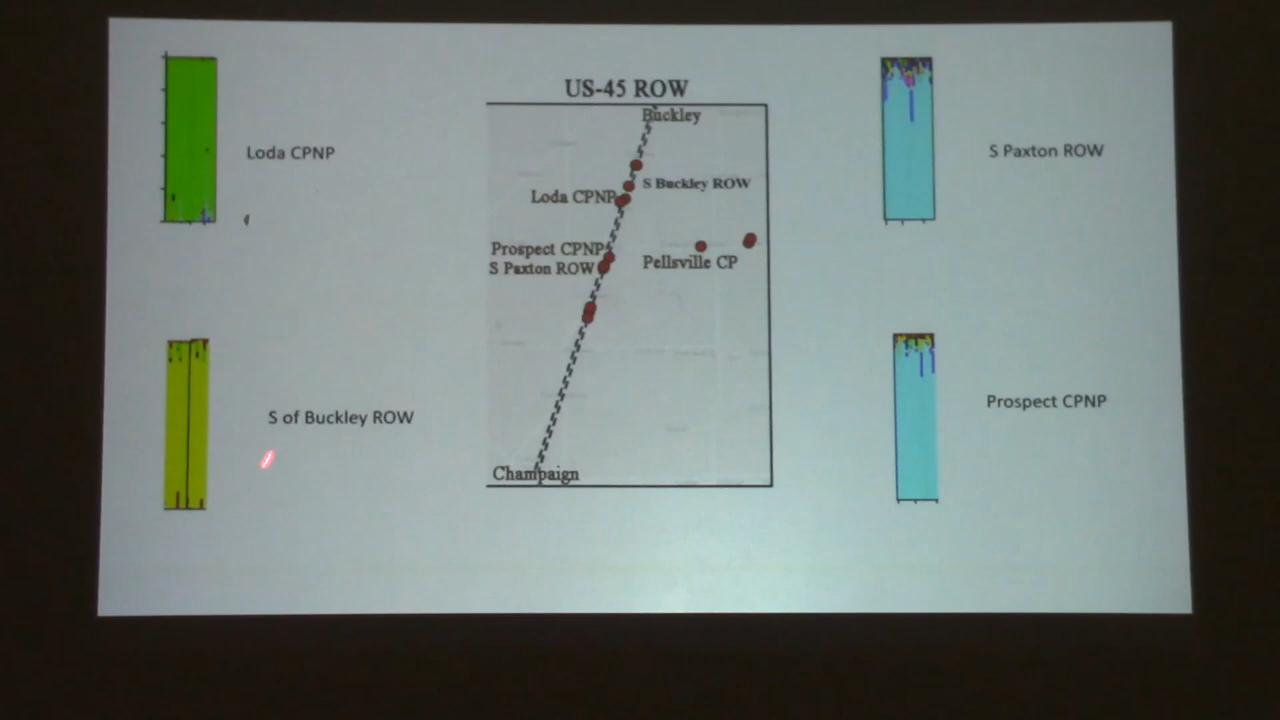 US-45 ROW
Buckley
S Buckley ROW
Loda CPNP
Prospect CPNP
S Paxton ROW
Pellsville CP
Champaign
Loda CPNP
S of Buckley ROW
S Paxton ROW
Prospect CPNP